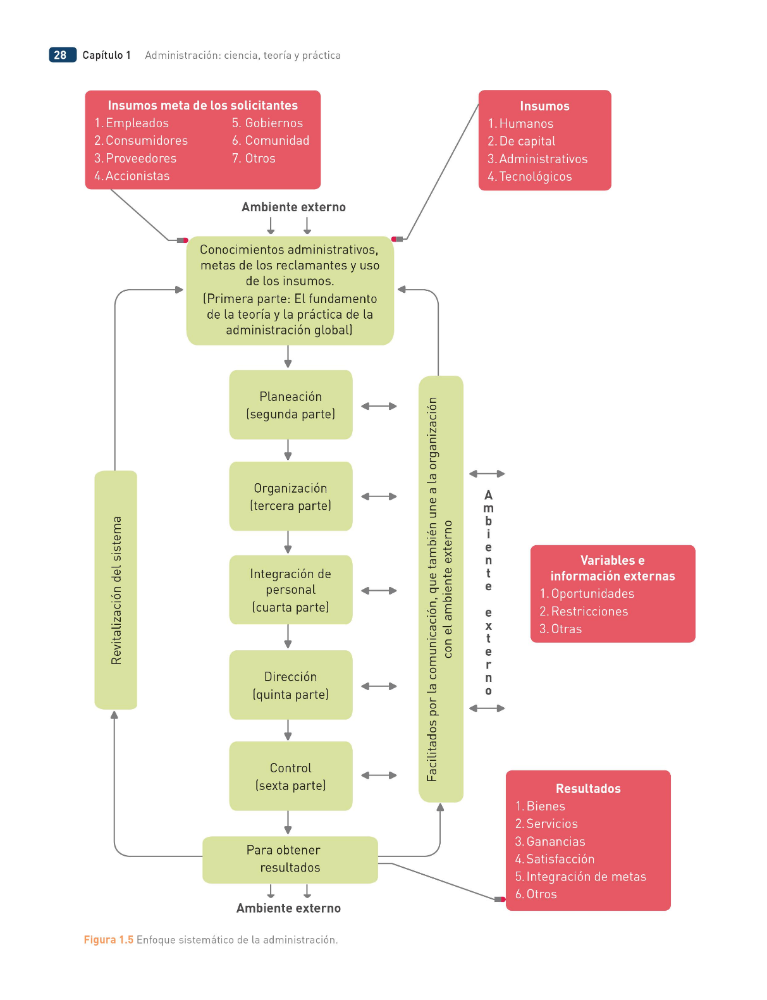 28 Capítulo 1 Administración: ciencia, teoría y práctica
Insumos meta de los solicitantes
1. Empleados
2. Consumidores
3. Proveedores
4. Accionistas
5. Gobiernos
6. Comunidad
7. Otros
Insumos
1. Humanos
2. De capital
3. Administrativos
4. Tecnológicos
Ambiente externo
Conocimientos administrativos,
metas de los reclamantes y uso
de los insumos.
(Primera parte: El fundamento
de la teoría y la práctica de la
administración global)
Planeación
(segunda parte)
Organización
(tercera parte)
Integración de
personal
(cuarta parte)
Dirección
(quinta parte)
Control
(sexta parte)
Para obtener
resultados
Ambiente externo
Revitalización del sistema
Facilitados por la comunicación, que también une a la organización
con el ambiente externo
Ambiente externo
Variables e
información externas
1. Oportunidades
2. Restricciones
3. Otras
Resultados
1. Bienes
2. Servicios
3. Ganancias
4. Satisfacción
5. Integración de metas
6. Otros
Figura 1.5 Enfoque sistemático de la administración.